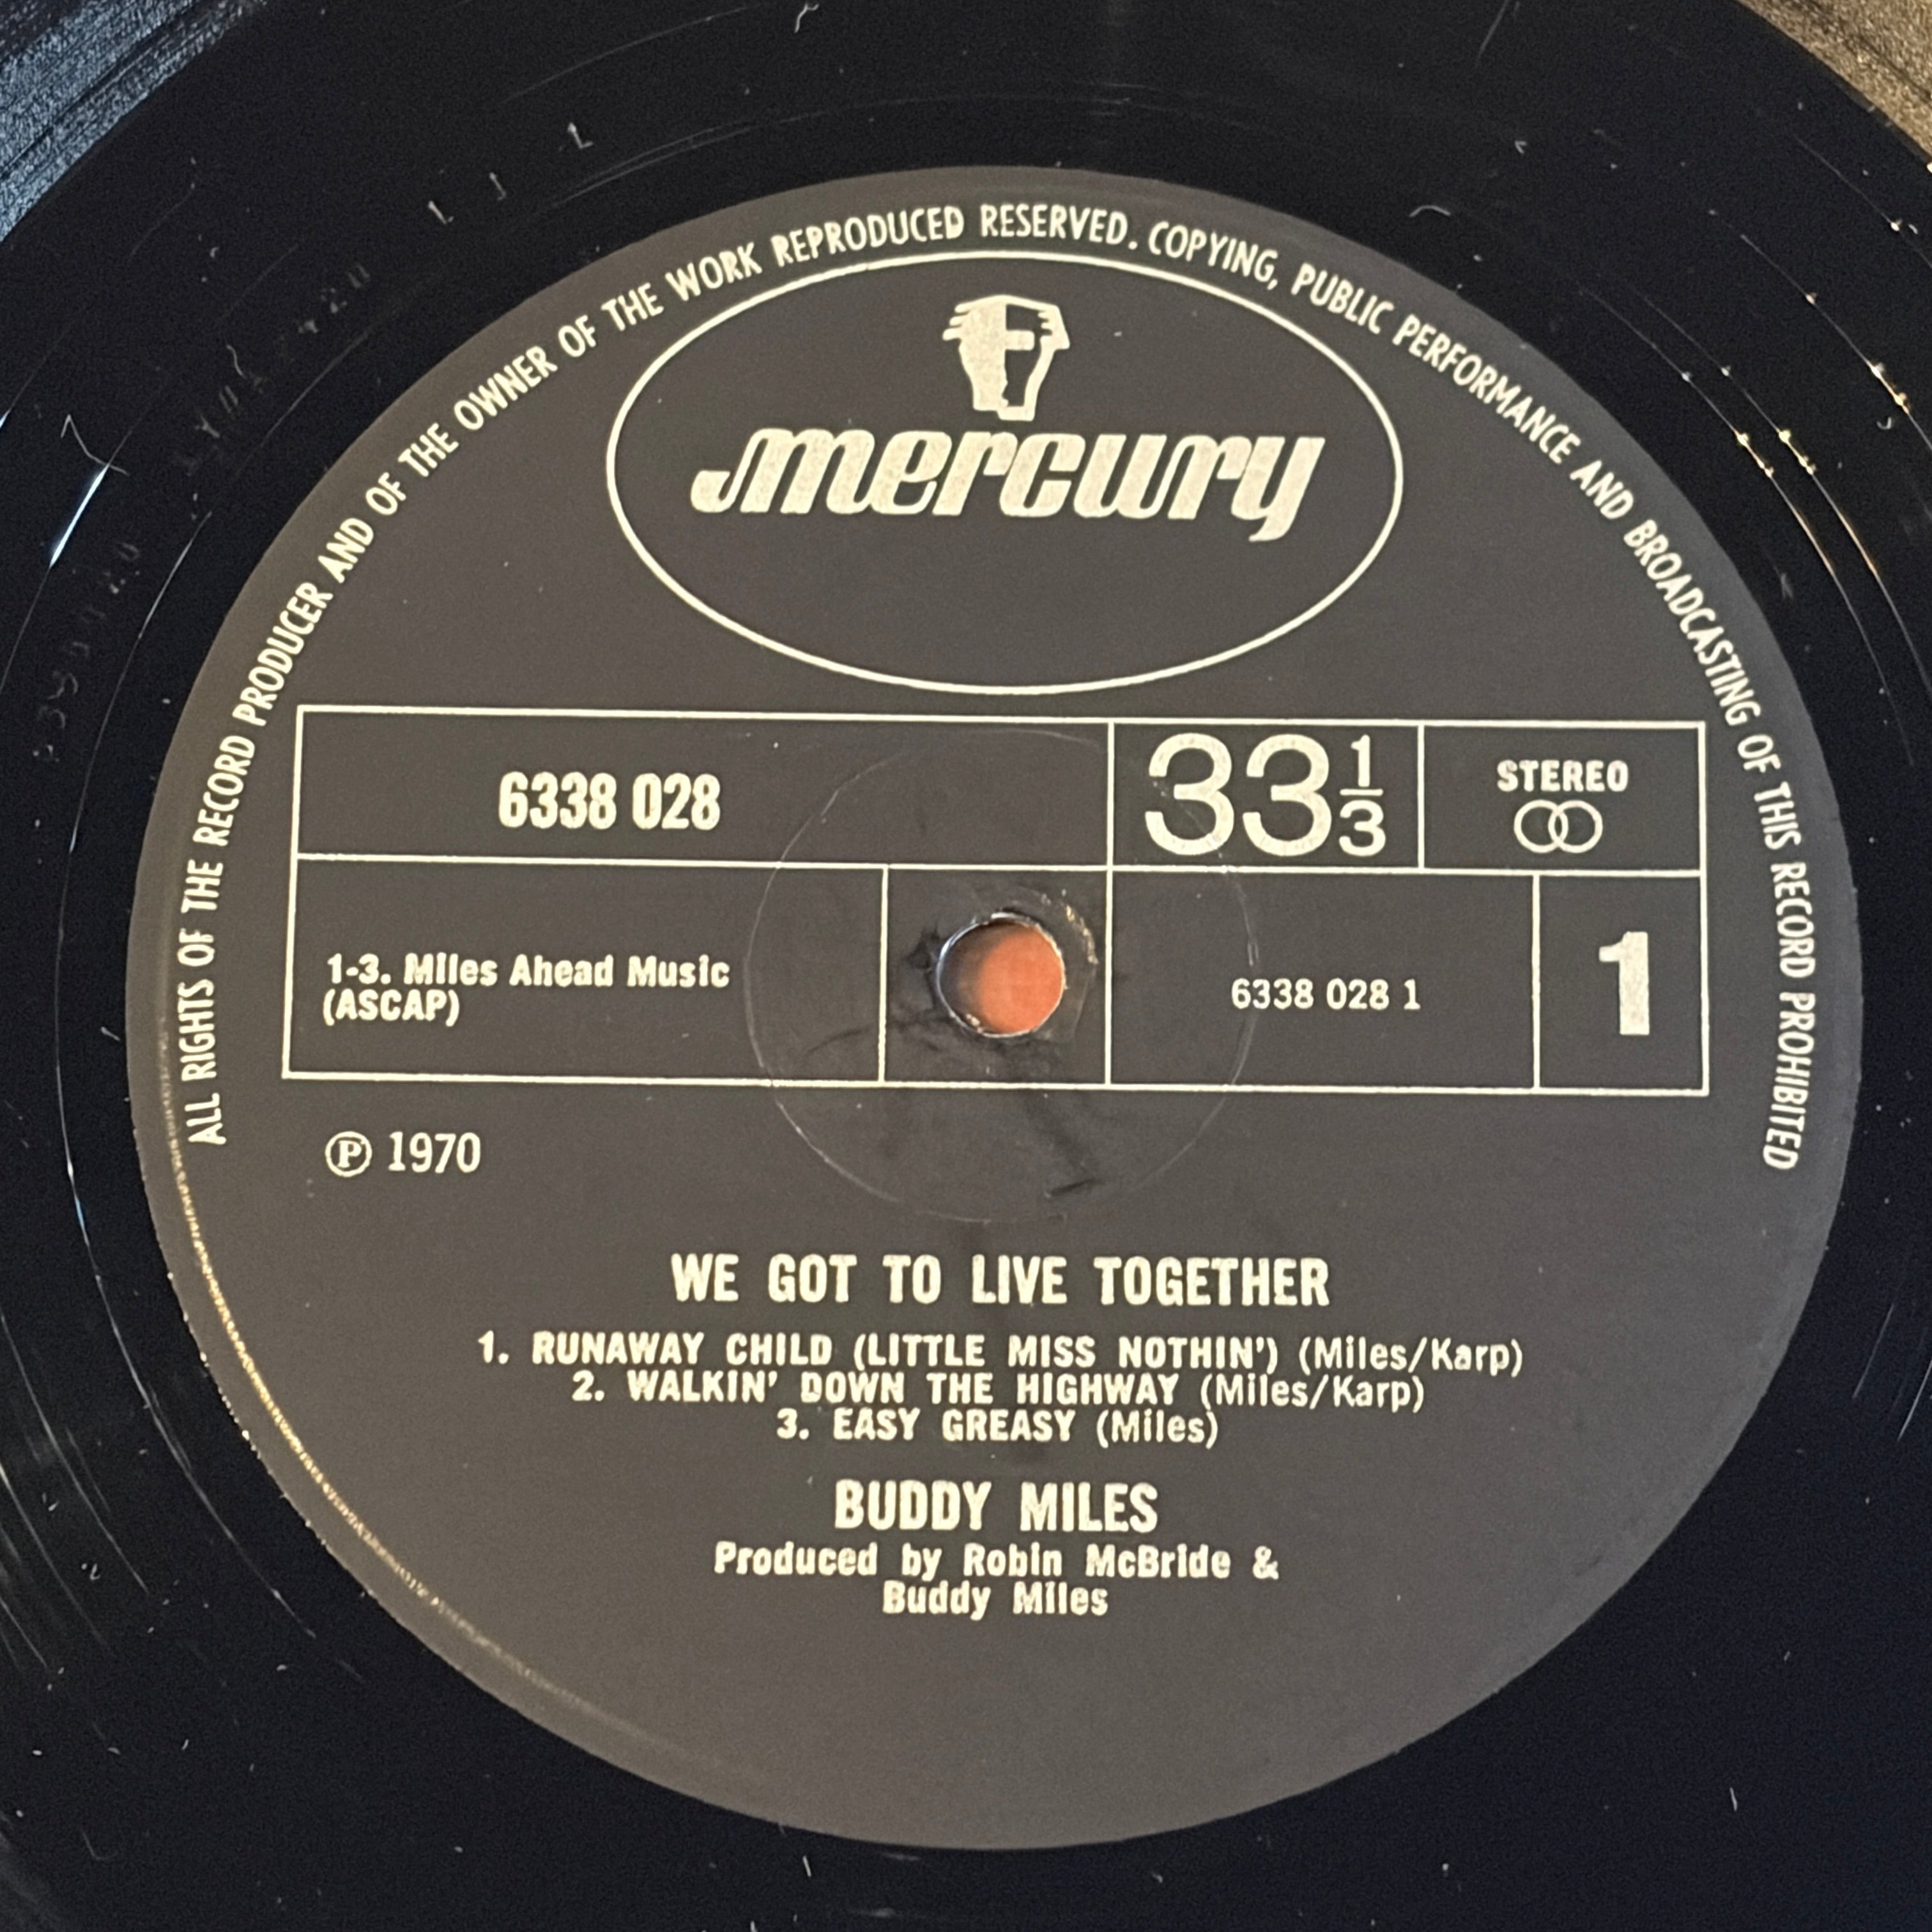 ALL RIGHTS OF THE RECORD PRODUCER AND OF THE OWNER OF THE WORK REPRODUCED RESERVED. COPYING, PUBLIC PERFORMANCE AND BROADCASTING OF THIS RECORD PROHIBITED
mercury
6338 028
33 1/3
STEREO
1-3. Miles Ahead Music
(ASCAP)
6338 028 1
1
℗ 1970
WE GOT TO LIVE TOGETHER
1. RUNAWAY CHILD (LITTLE MISS NOTHIN') (Miles/Karp)
2. WALKIN' DOWN THE HIGHWAY (Miles/Karp)
3. EASY GREASY (Miles)
BUDDY MILES
Produced by Robin McBride &
Buddy Miles